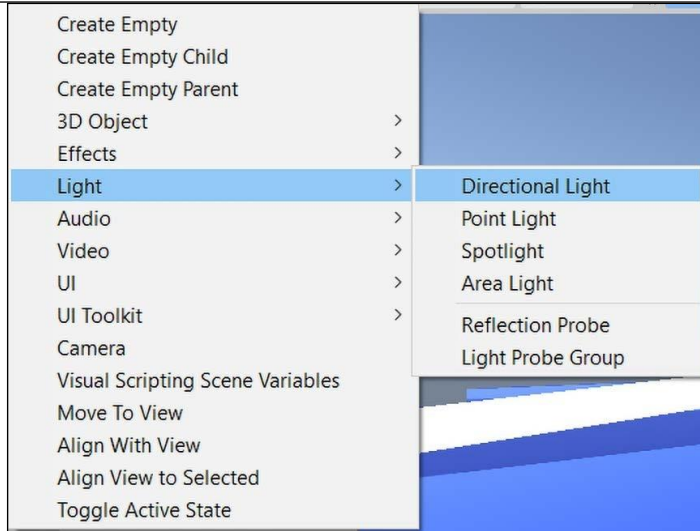 Create Empty
Create Empty Child
Create Empty Parent
3D Object
Effects
Light
Audio
Video
UI
UI Toolkit
Camera
Visual Scripting Scene Variables
Move To View
Align With View
Align View to Selected
Toggle Active State
Directional Light
Point Light
Spotlight
Area Light
Reflection Probe
Light Probe Group